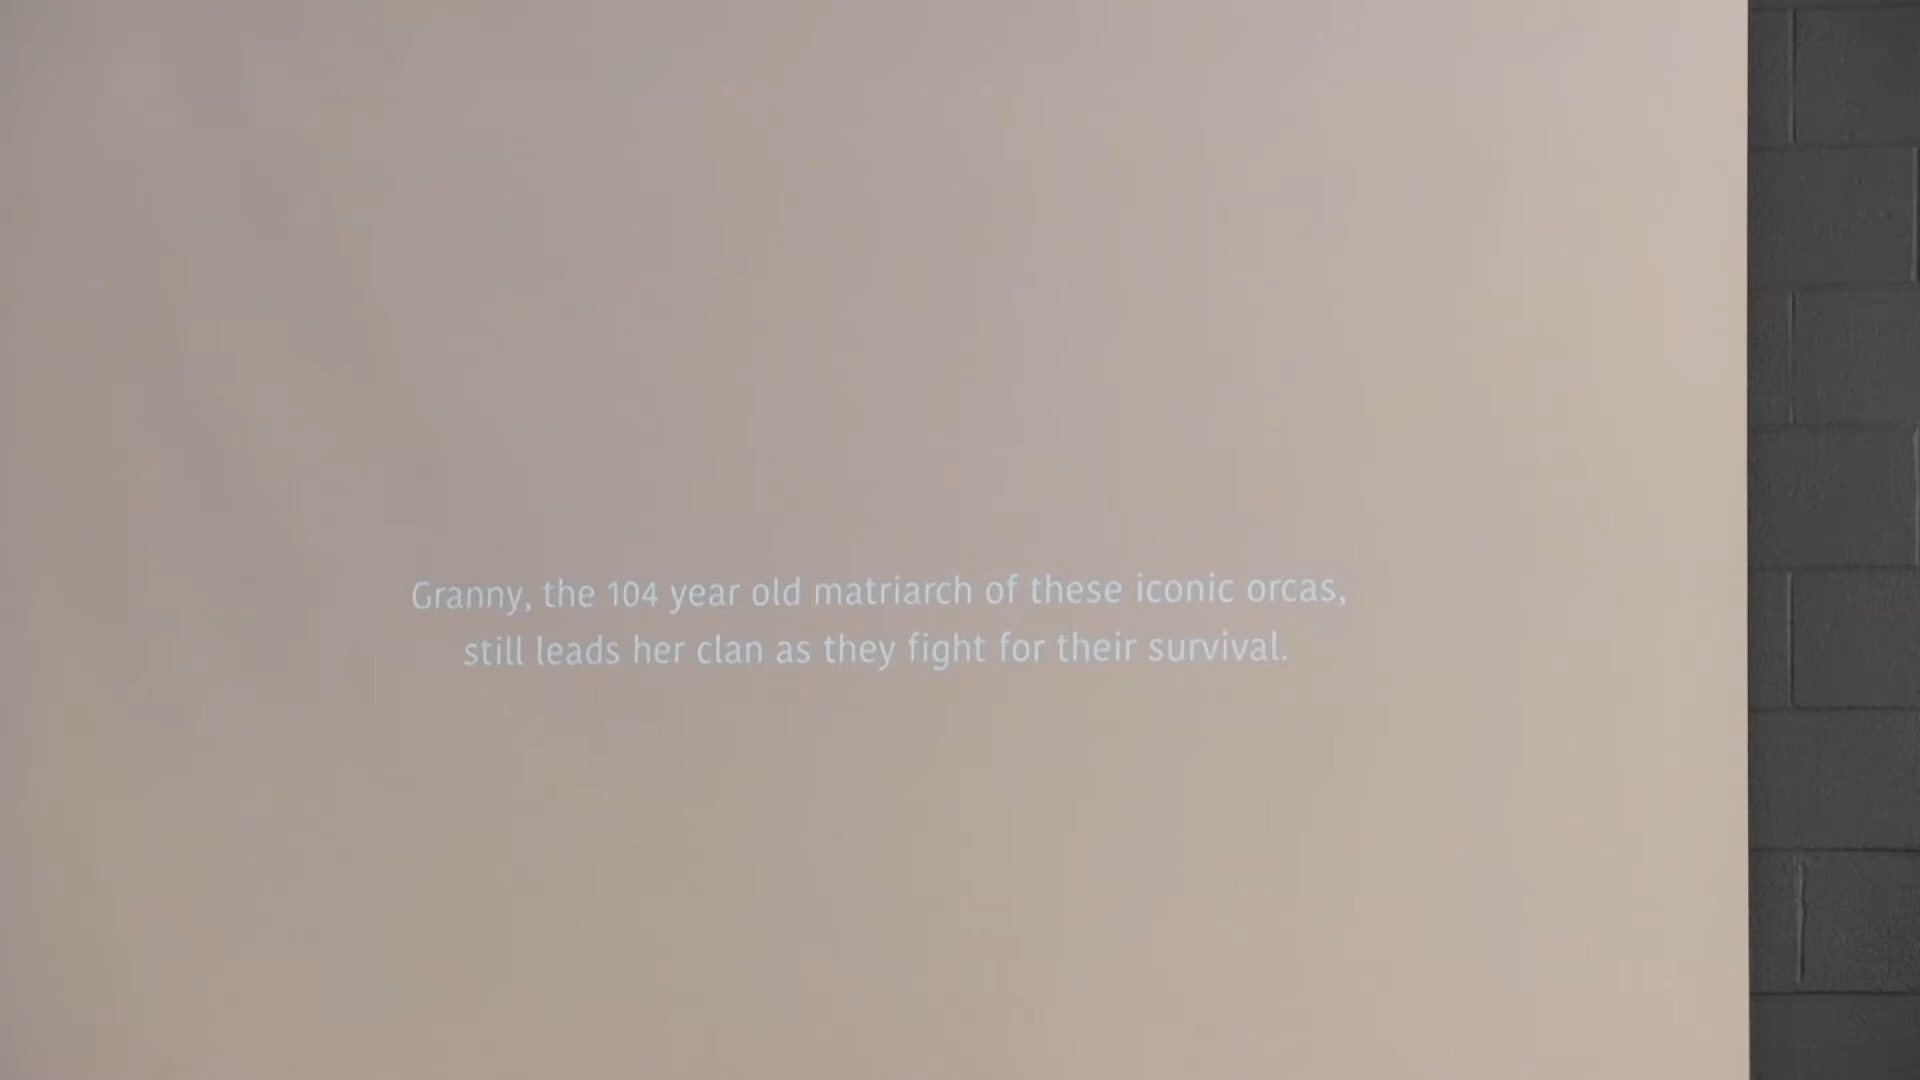 Granny, the 104 year old matriarch of these iconic orcas,
still leads her clan as they fight for their survival.